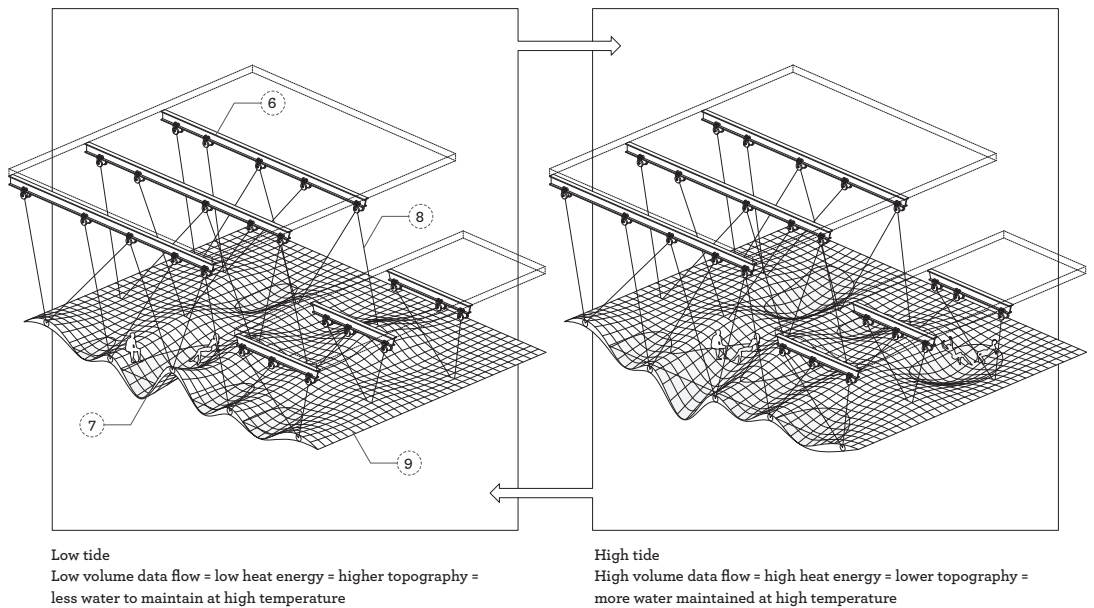 6
8
7
9
Low tide
Low volume data flow = low heat energy = higher topography =
less water to maintain at high temperature
High tide
High volume data flow = high heat energy = lower topography =
more water maintained at high temperature